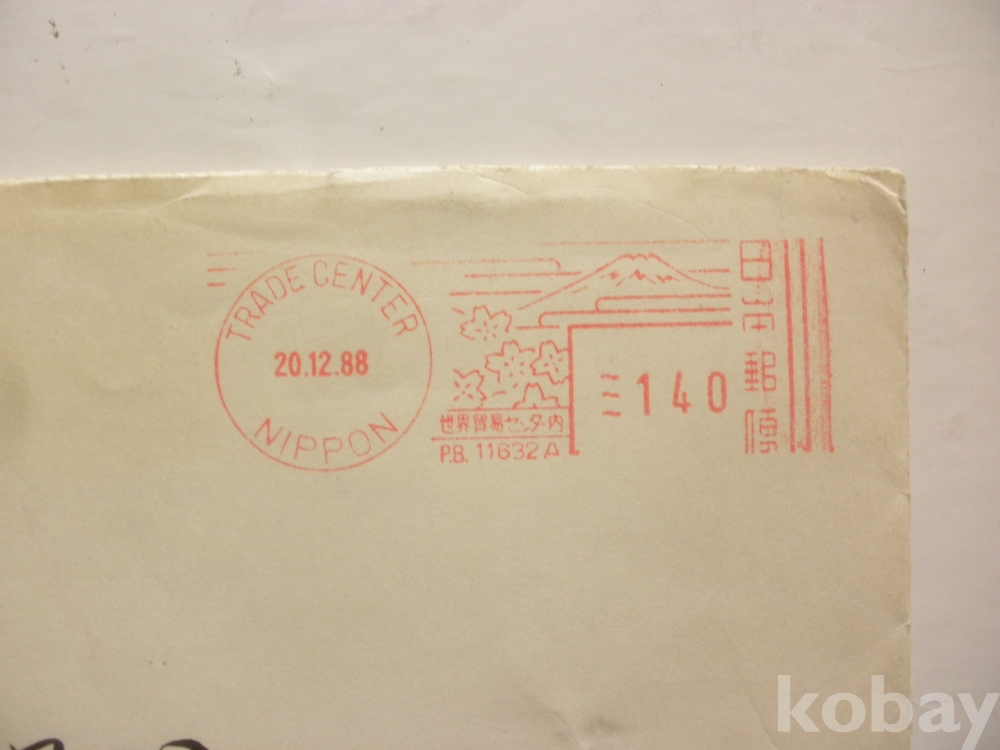 TRADE CENTER
20.12.88
NIPPON
世界貿易センター内
P.B. 11632 A
140
日本郵便
kobay